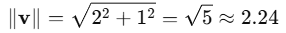 ‖v‖ = √2² + 1² = √5 ≈ 2.24